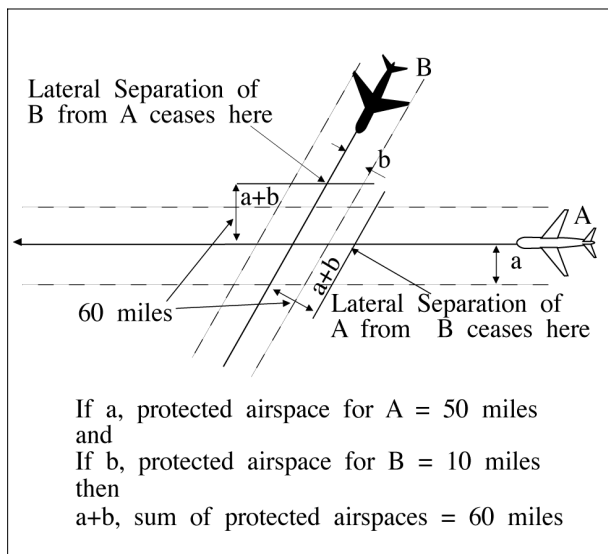 B
Lateral Separation of
B from A ceases here
b
a+b
A
a
a+b
60 miles
Lateral Separation of
A from B ceases here
If a, protected airspace for A = 50 miles
and
If b, protected airspace for B = 10 miles
then
a+b, sum of protected airspaces = 60 miles